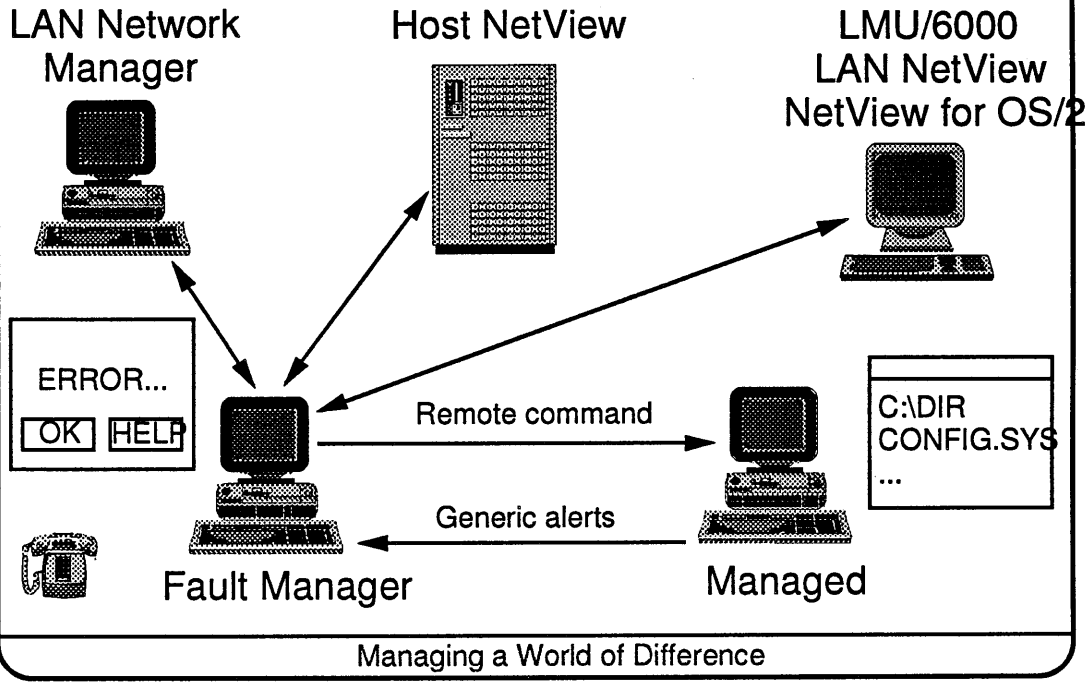 LAN Network
Manager
Host NetView
LMU/6000
LAN NetView
NetView for OS/2
ERROR...
OK HELP
Remote command
C:\DIR
CONFIG.SYS
...
Generic alerts
Fault Manager
Managed
Managing a World of Difference